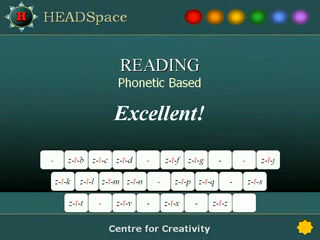 H HEADSpace
READING
Phonetic Based
Excellent!
- z-i-b z-i-c z-i-d - z-i-f z-i-g - - z-i-j
z-i-k z-i-l z-i-m z-i-n - z-i-p z-i-q - z-i-s
z-i-t - z-i-v - z-i-x - z-i-z
Centre for Creativity